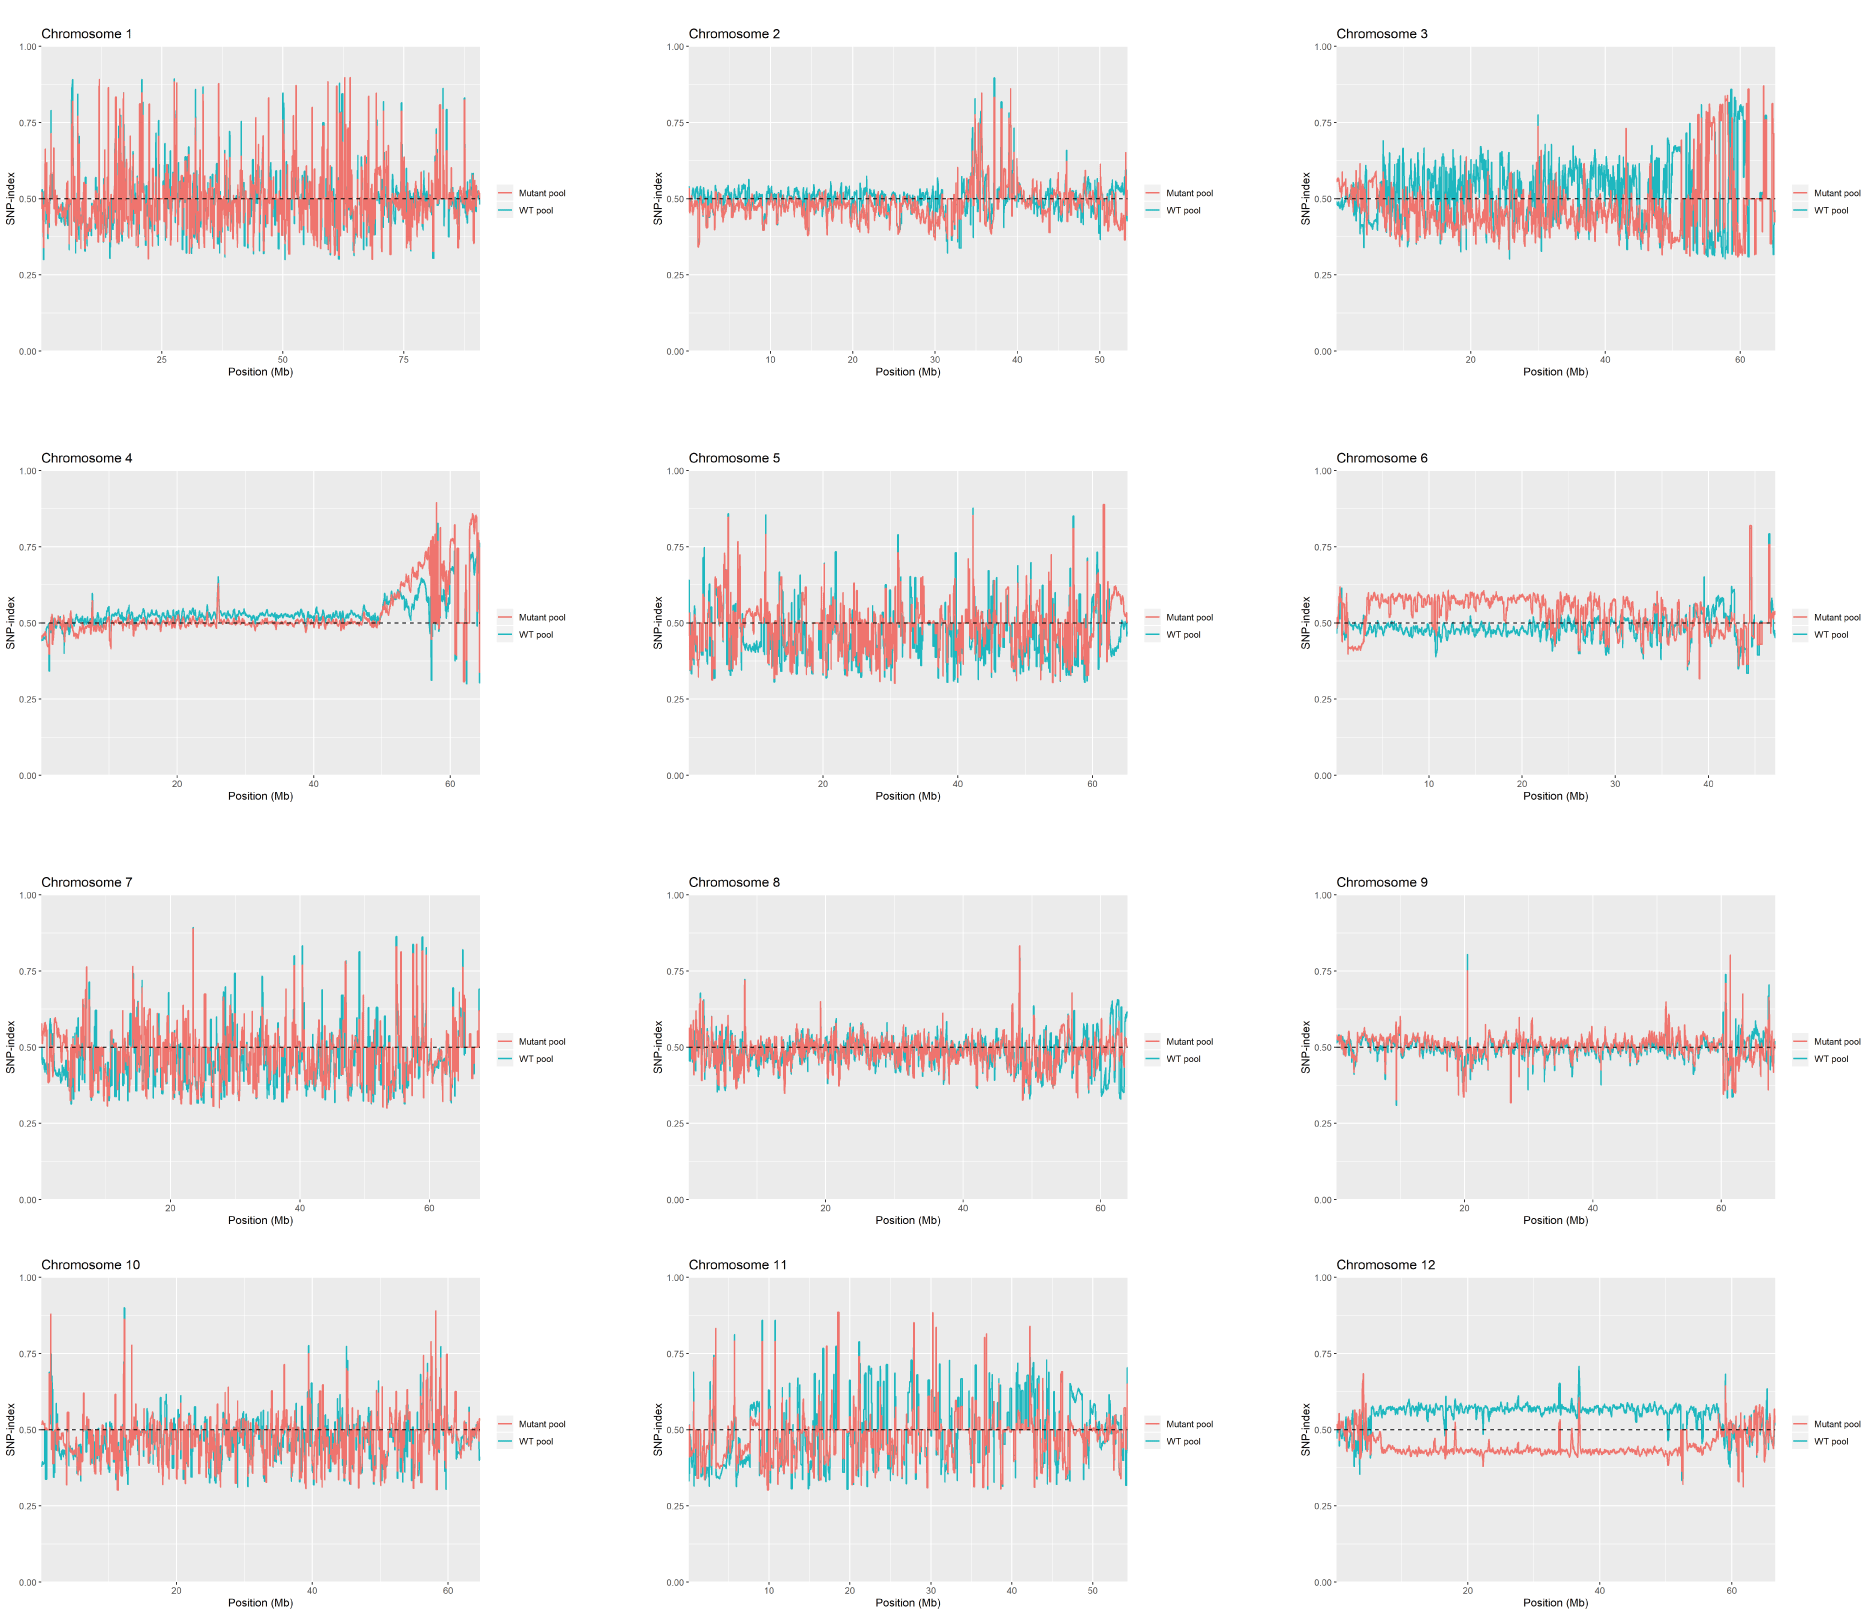 Chromosome 1
1.00
0.75
0.50
0.25
0.00
SNP-index
25
50
75
Position (Mb)
Mutant pool
WT pool
Chromosome 2
1.00
0.75
0.50
0.25
0.00
SNP-index
10
20
30
40
50
Position (Mb)
Mutant pool
WT pool
Chromosome 3
1.00
0.75
0.50
0.25
0.00
SNP-index
20
40
60
Position (Mb)
Mutant pool
WT pool
Chromosome 4
1.00
0.75
0.50
0.25
0.00
SNP-index
20
40
60
Position (Mb)
Mutant pool
WT pool
Chromosome 5
1.00
0.75
0.50
0.25
0.00
SNP-index
20
40
60
Position (Mb)
Mutant pool
WT pool
Chromosome 6
1.00
0.75
0.50
0.25
0.00
SNP-index
10
20
30
40
Position (Mb)
Mutant pool
WT pool
Chromosome 7
1.00
0.75
0.50
0.25
0.00
SNP-index
20
40
60
Position (Mb)
Mutant pool
WT pool
Chromosome 8
1.00
0.75
0.50
0.25
0.00
SNP-index
20
40
60
Position (Mb)
Mutant pool
WT pool
Chromosome 9
1.00
0.75
0.50
0.25
0.00
SNP-index
20
40
60
Position (Mb)
Mutant pool
WT pool
Chromosome 10
1.00
0.75
0.50
0.25
0.00
SNP-index
20
40
60
Position (Mb)
Mutant pool
WT pool
Chromosome 11
1.00
0.75
0.50
0.25
0.00
SNP-index
10
20
30
40
50
Position (Mb)
Mutant pool
WT pool
Chromosome 12
1.00
0.75
0.50
0.25
0.00
SNP-index
20
40
60
Position (Mb)
Mutant pool
WT pool